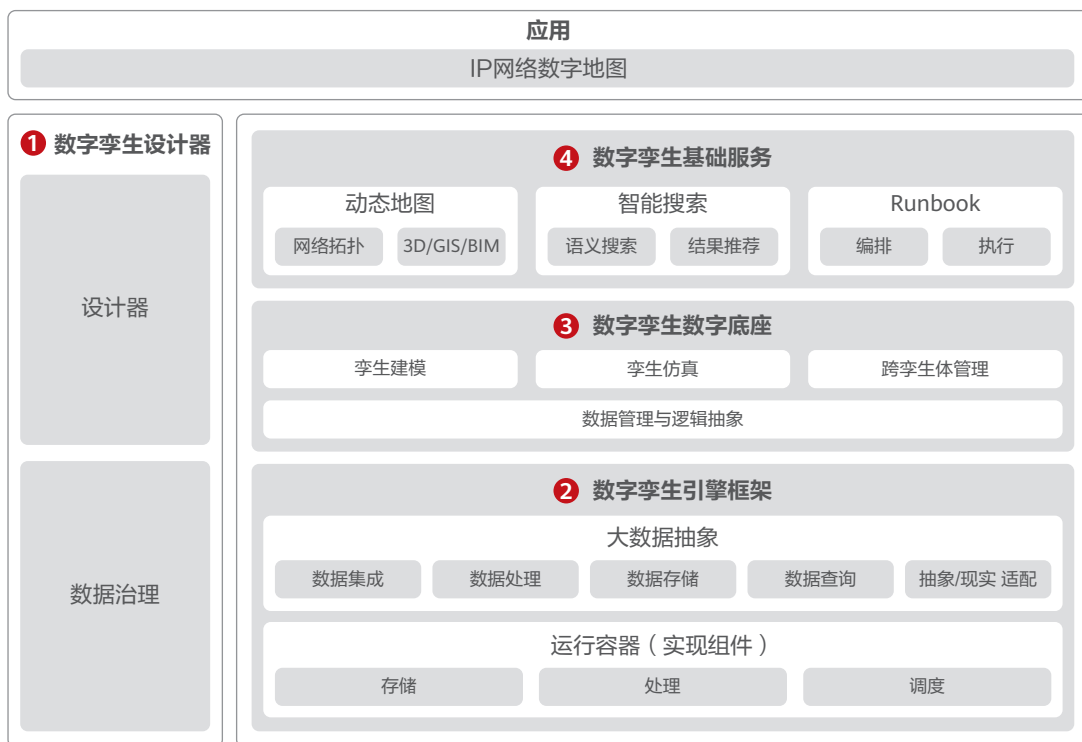 应用
IP网络数字地图
1 数字孪生设计器
设计器
数据治理
4 数字孪生基础服务
动态地图
网络拓扑
3D/GIS/BIM
智能搜索
语义搜索
结果推荐
Runbook
编排
执行
3 数字孪生数字底座
孪生建模
孪生仿真
跨孪生体管理
数据管理与逻辑抽象
2 数字孪生引擎框架
大数据抽象
数据集成
数据处理
数据存储
数据查询
抽象/现实 适配
运行容器（实现组件）
存储
处理
调度